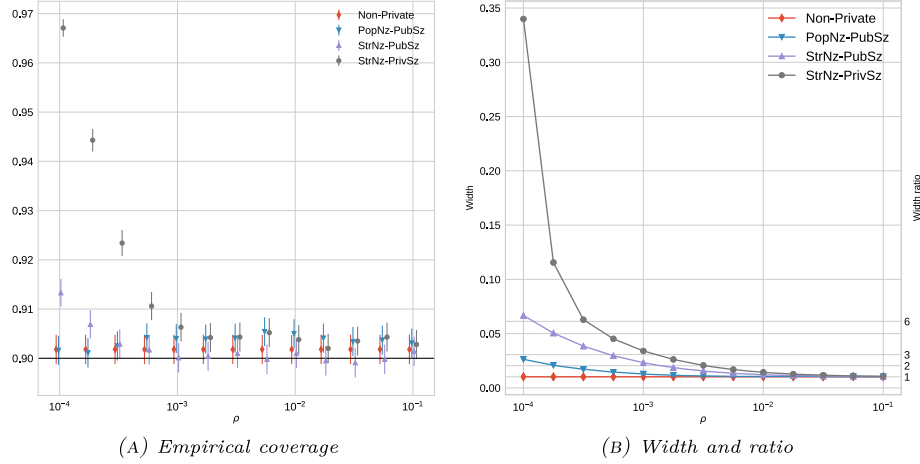 0.97
0.96
0.95
0.94
0.93
0.92
0.91
0.90
10⁻⁴
10⁻³
10⁻²
10⁻¹
ρ
Non-Private
PopNz-PubSz
StrNz-PubSz
StrNz-PrivSz
(A) Empirical coverage
0.35
0.30
0.25
0.20
0.15
0.10
0.05
0.00
Width
10⁻⁴
10⁻³
10⁻²
10⁻¹
ρ
Non-Private
PopNz-PubSz
StrNz-PubSz
StrNz-PrivSz
6
3
2
1
Width ratio
(B) Width and ratio